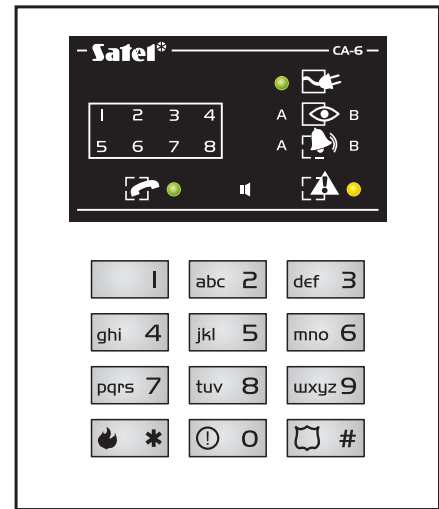 Satel® CA-6
1 2 3 4
A B
5 6 7 8
A B
1 abc 2 def 3
ghi 4 jkl 5 mno 6
pqrs 7 tuv 8 wxyz 9
* 0 #